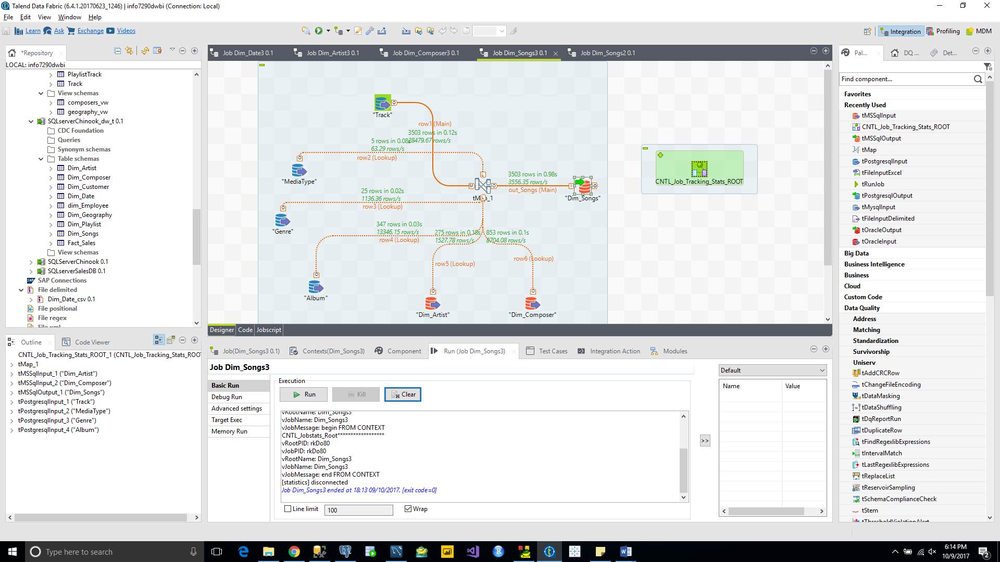 Talend Data Fabric (6.4.1.20170623_1246) | info7290dwbi (Connection: Local)
File Edit View Window Help
Learn Ask Exchange Videos
Integration Profiling MDM
*Repository
LOCAL: info7290dwbi
PlaylistTrack
Track
View schemas
composers_vw
geography_vw
SQLserverChinook_dw_t 0.1
CDC Foundation
Queries
Synonym schemas
Table schemas
Dim_Artist
Dim_Composer
Dim_Customer
Dim_Date
dim_Employee
Dim_Geography
Dim_Playlist
Dim_Songs
Fact_Sales
View schemas
SQLServerChinook 0.1
SQLserverSalesDB 0.1
SAP Connections
File delimited
Dim_Date_csv 0.1
File positional
File regex
File xml
Outline
Code Viewer
CNTL_Job_Tracking_Stats_ROOT_1 (CNTL_Job_Tracking_Stats_ROOT
tMap_1
tMSSqlInput_1 ("Dim_Artist")
tMSSqlInput_2 ("Dim_Composer")
tMSSqlOutput_1 ("Dim_Songs")
tPostgresqlInput_1 ("Track")
tPostgresqlInput_2 ("MediaType")
tPostgresqlInput_3 ("Genre")
tPostgresqlInput_4 ("Album")
Job Dim_Date3 0.1
Job Dim_Artist3 0.1
Job Dim_Composer3 0.1
Job Dim_Songs3 0.1
Job Dim_Songs2 0.1
"Track"
row1 (Main)
3503 rows in 0.12s
28479.67 rows/s
5 rows in 0.08s
63.29 rows/s
row2 (Lookup)
"MediaType"
3503 rows in 0.98s
3556.35 rows/s
out_Songs (Main)
"Dim_Songs"
25 rows in 0.02s
1136.36 rows/s
row3 (Lookup)
"Genre"
347 rows in 0.03s
13346.15 rows/s
row4 (Lookup)
275 rows in 0.18s
1527.78 rows/s
853 rows in 0.1s
8704.08 rows/s
row5 (Lookup)
row6 (Lookup)
"Album"
"Dim_Artist"
"Dim_Composer"
CNTL_Job_Tracking_Stats_ROOT
Designer Code Jobscript
Job(Dim_Songs3 0.1)
Contexts(Dim_Songs3)
Component
Run (Job Dim_Songs3)
Test Cases
Integration Action
Modules
Job Dim_Songs3
Basic Run
Debug Run
Advanced settings
Target Exec
Memory Run
Execution
Run
Kill
Clear
vRootName: Dim_Songs3
vJobName: Dim_Songs3
vJobMessage: begin FROM CONTEXT
CNTL_Jobstats_Root******************
vRootPID: rkDo80
vJobPID: rkDo80
vRootName: Dim_Songs3
vJobName: Dim_Songs3
vJobMessage: end FROM CONTEXT
[statistics] disconnected
Job Dim_Songs3 ended at 18:13 09/10/2017. [exit code=0]
Line limit
100
Wrap
>>
Default
Name Value
Pal...
DQ ...
Det...
Find component...
Favorites
Recently Used
tMSSqlInput
CNTL_Job_Tracking_Stats_ROOT
tMSSqlOutput
tMap
tPostgresqlInput
tFileInputExcel
tRunJob
tPostgresqlOutput
tMysqlInput
tFileInputDelimited
tOracleOutput
tOracleInput
Big Data
Business Intelligence
Business
Cloud
Custom Code
Data Quality
Address
Matching
Standardization
Survivorship
Uniserv
tAddCRCRow
tChangeFileEncoding
tDataMasking
tDataShuffling
tDqReportRun
tDuplicateRow
tFindRegexlibExpressions
tIntervalMatch
tLastRegexlibExpressions
tReplaceList
tReservoirSampling
tSchemaComplianceCheck
tStem
tThresholdViolationAlert
Type here to search
6:14 PM
10/9/2017
2